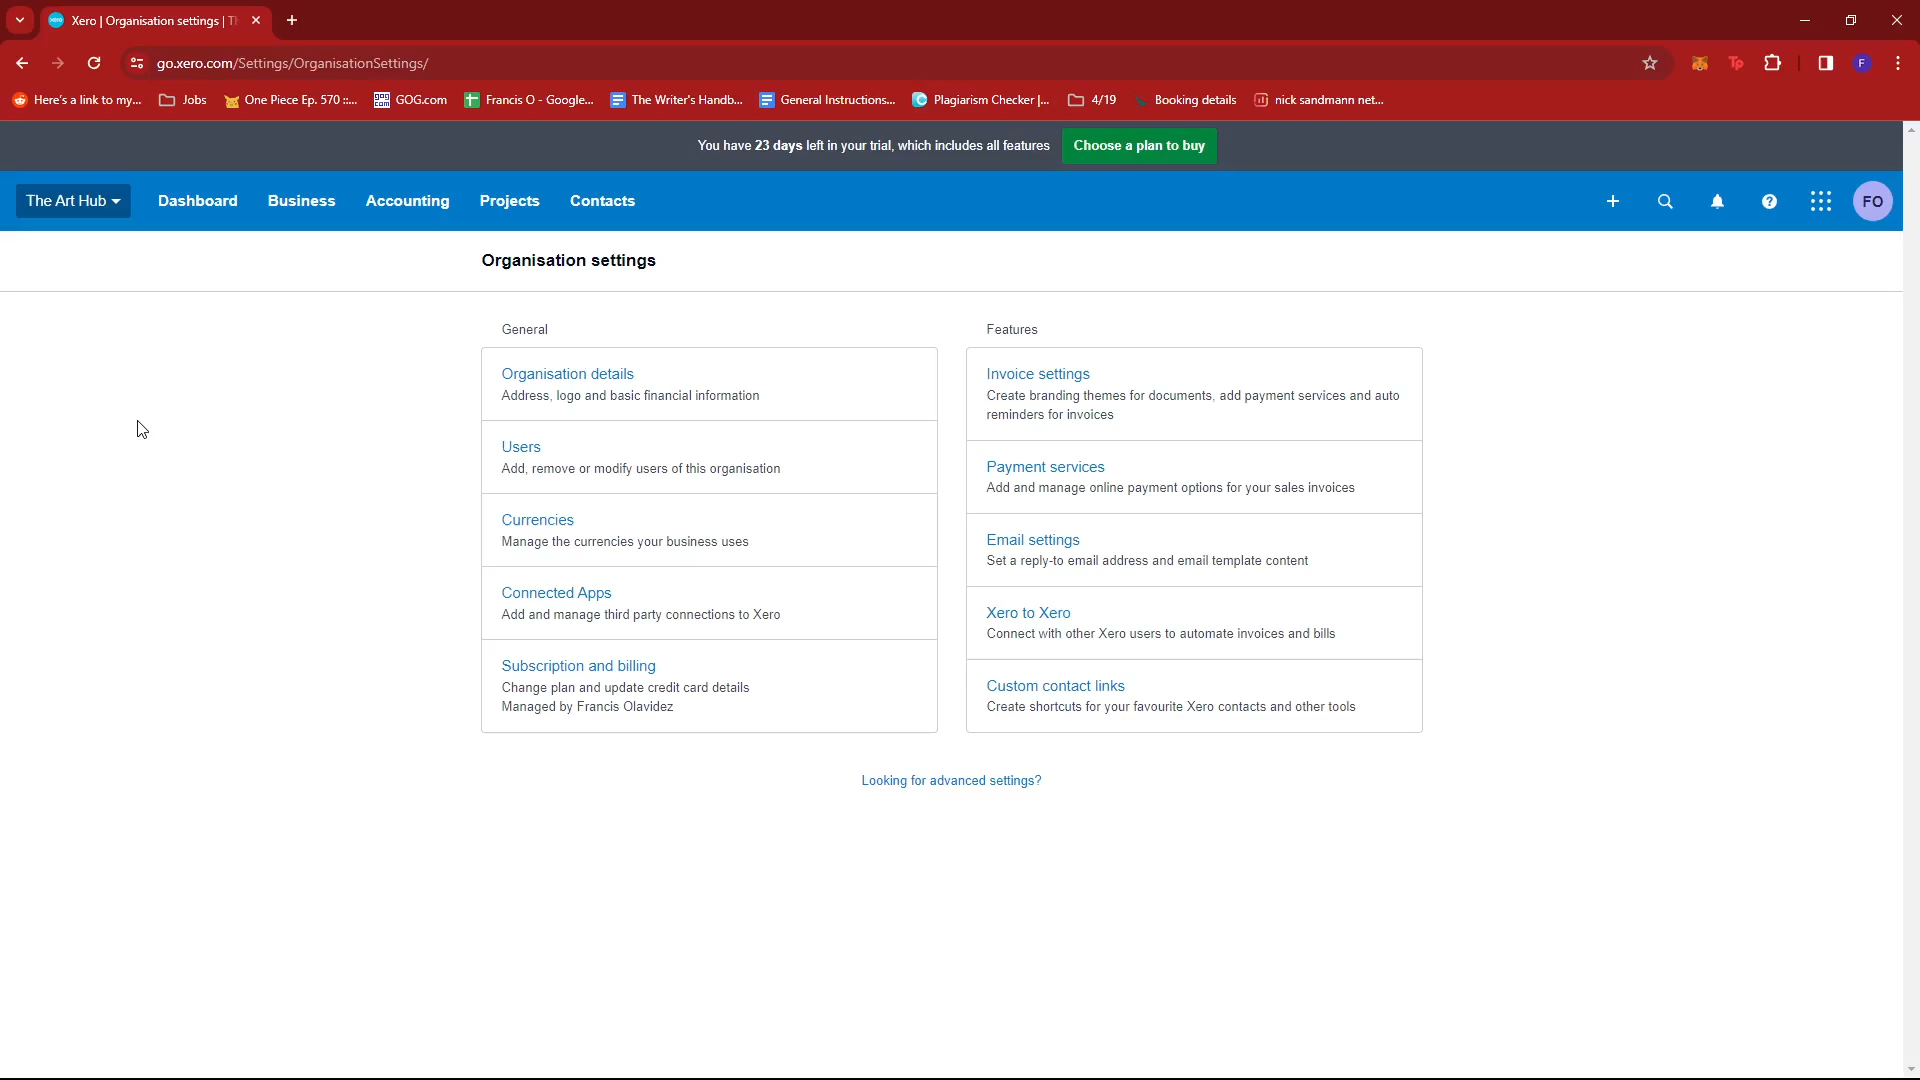 Xero | Organisation settings | Th
go.xero.com/Settings/OrganisationSettings/
Here's a link to my... Jobs One Piece Ep. 570 ::... GOG.com Francis O - Google... The Writer's Handb... General Instructions... Plagiarism Checker |... 4/19 Booking details nick sandmann net...
You have 23 days left in your trial, which includes all features Choose a plan to buy
The Art Hub Dashboard Business Accounting Projects Contacts FO
Organisation settings
General
Organisation details
Address, logo and basic financial information
Users
Add, remove or modify users of this organisation
Currencies
Manage the currencies your business uses
Connected Apps
Add and manage third party connections to Xero
Subscription and billing
Change plan and update credit card details
Managed by Francis Olavidez
Features
Invoice settings
Create branding themes for documents, add payment services and auto
reminders for invoices
Payment services
Add and manage online payment options for your sales invoices
Email settings
Set a reply-to email address and email template content
Xero to Xero
Connect with other Xero users to automate invoices and bills
Custom contact links
Create shortcuts for your favourite Xero contacts and other tools
Looking for advanced settings?